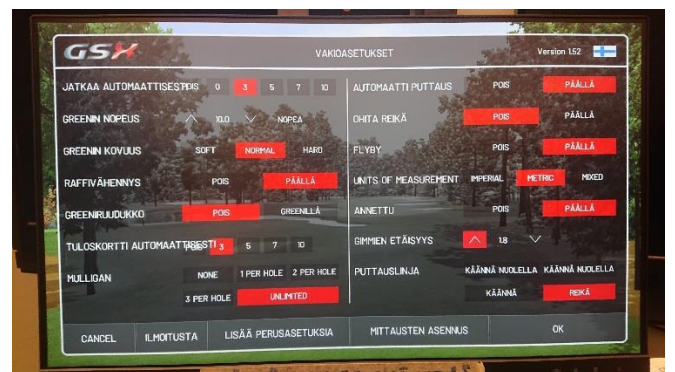 GSX VAKIOASETUKSET Version 1.52
JATKAA AUTOMAATTISESTI POIS 0 3 5 7 10
GREENIN NOPEUS 10.0 NOPEA
GREENIN KOVUUS SOFT NORMAL HARD
RAFFIVÄHENNYS POIS PÄÄLLÄ
GREENIRUUDUKKO POIS GREENILLÄ
TULOSKORTTI AUTOMAATTISESTI POIS 3 5 7 10
MULLIGAN NONE 1 PER HOLE 2 PER HOLE
3 PER HOLE UNLIMITED
AUTOMAATTI PUTTAUS POIS PÄÄLLÄ
OHITA REIKÄ POIS PÄÄLLÄ
FLYBY POIS PÄÄLLÄ
UNITS OF MEASUREMENT IMPERIAL METRIC MIXED
ANNETTU POIS PÄÄLLÄ
GIMMIEN ETÄISYYS 1.8
PUTTAUSLINJA KÄÄNNÄ NUOLELLA KÄÄNNÄ NUOLELLA
KÄÄNNÄ REIKÄ
CANCEL ILMOITUSTA LISÄÄ PERUSASETUKSIA MITTAUSTEN ASENNUS OK